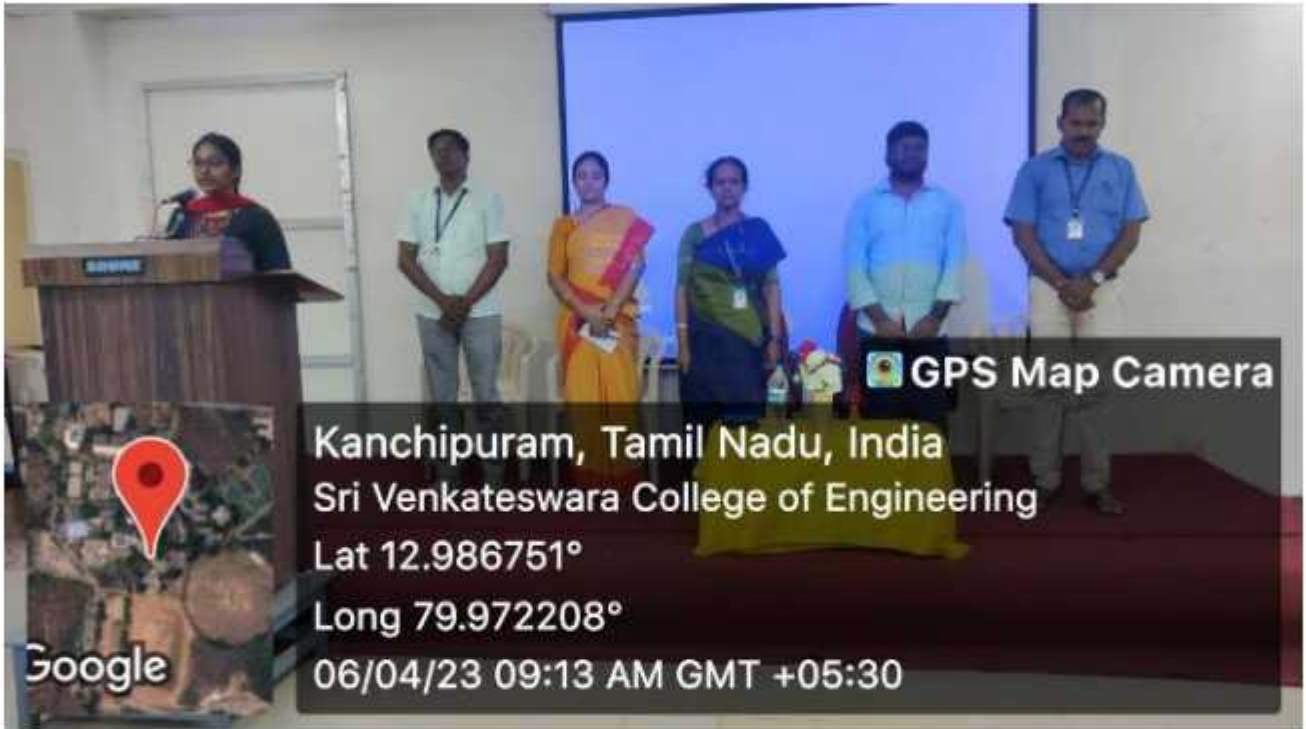 GPS Map Camera
Kanchipuram, Tamil Nadu, India
Sri Venkateswara College of Engineering
Lat 12.986751°
Long 79.972208°
06/04/23 09:13 AM GMT +05:30
Google